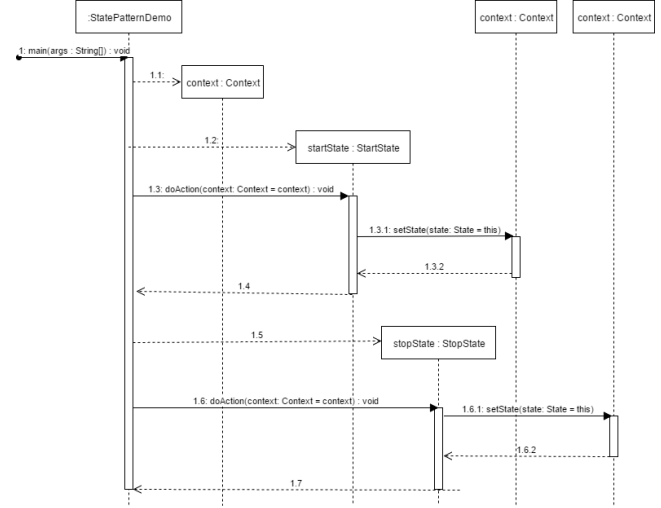 :StatePatternDemo
context : Context
context : Context
1: main(args : String[]) : void
1.1:
context : Context
1.2:
startState : StartState
1.3: doAction(context: Context = context) : void
1.3.1: setState(state: State = this)
1.3.2
1.4
1.5
stopState : StopState
1.6: doAction(context: Context = context) : void
1.6.1: setState(state: State = this)
1.6.2
1.7